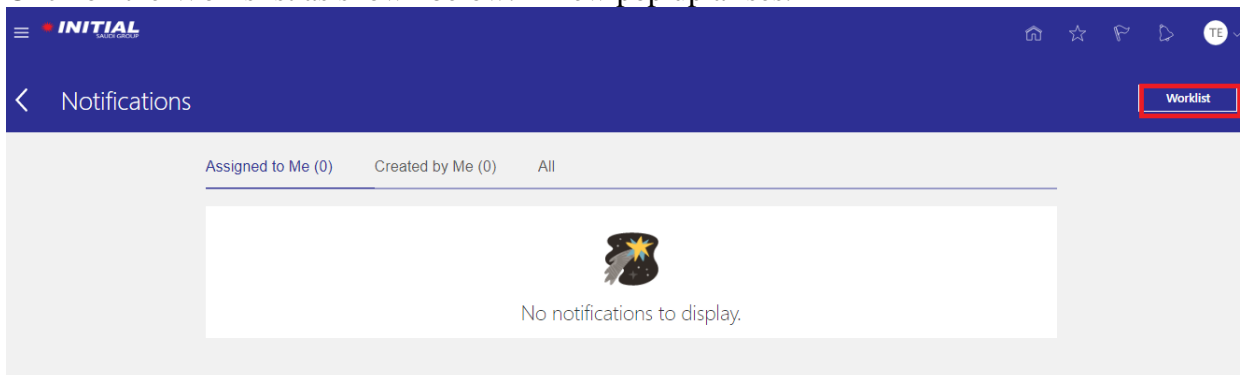 INITIAL
SAUDI GROUP
TE
Notifications
Worklist
Assigned to Me (0) Created by Me (0) All
No notifications to display.